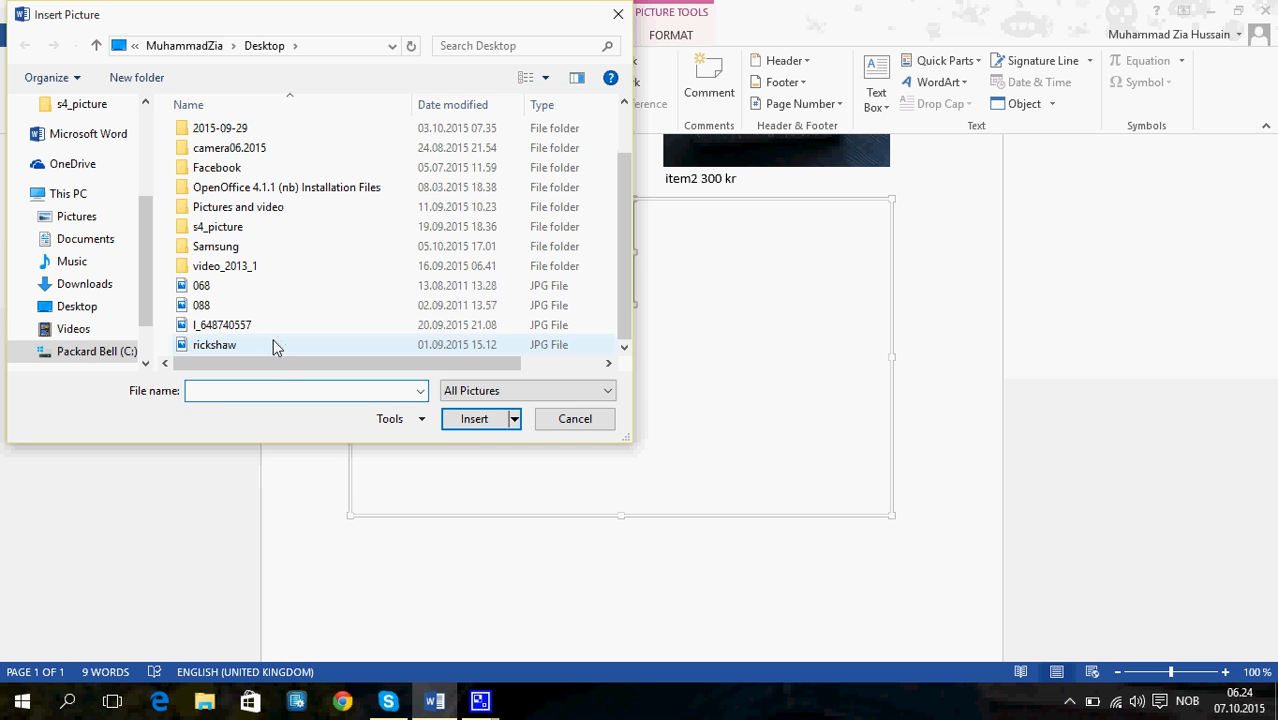 Insert Picture
PICTURE TOOLS
FORMAT
Muhammad Zia Hussain
MuhammadZia
Desktop
Search Desktop
Organize
New folder
Comment
Header
Footer
Page Number
Text Box
Quick Parts
WordArt
Drop Cap
Signature Line
Date & Time
Object
Equation
Symbol
Comments
Header & Footer
Text
Symbols
Name Date modified Type
s4_picture
Microsoft Word
OneDrive
This PC
Pictures
Documents
Music
Downloads
Desktop
Videos
Packard Bell (C:)
2015-09-29 03.10.2015 07.35 File folder
camera06.2015 24.08.2015 21.54 File folder
Facebook 05.07.2015 11.59 File folder
OpenOffice 4.1.1 (nb) Installation Files 08.03.2015 18.38 File folder
Pictures and video 11.09.2015 10.23 File folder
s4_picture 19.09.2015 18.36 File folder
Samsung 05.10.2015 17.01 File folder
video_2013_1 16.09.2015 06.41 File folder
068 13.08.2011 13.28 JPG File
088 02.09.2011 13.57 JPG File
I_648740557 20.09.2015 21.08 JPG File
rickshaw 01.09.2015 15.12 JPG File
File name:
All Pictures
Tools
Insert
Cancel
item2 300 kr
PAGE 1 OF 1 9 WORDS ENGLISH (UNITED KINGDOM)
100 %
NOB
06.24
07.10.2015